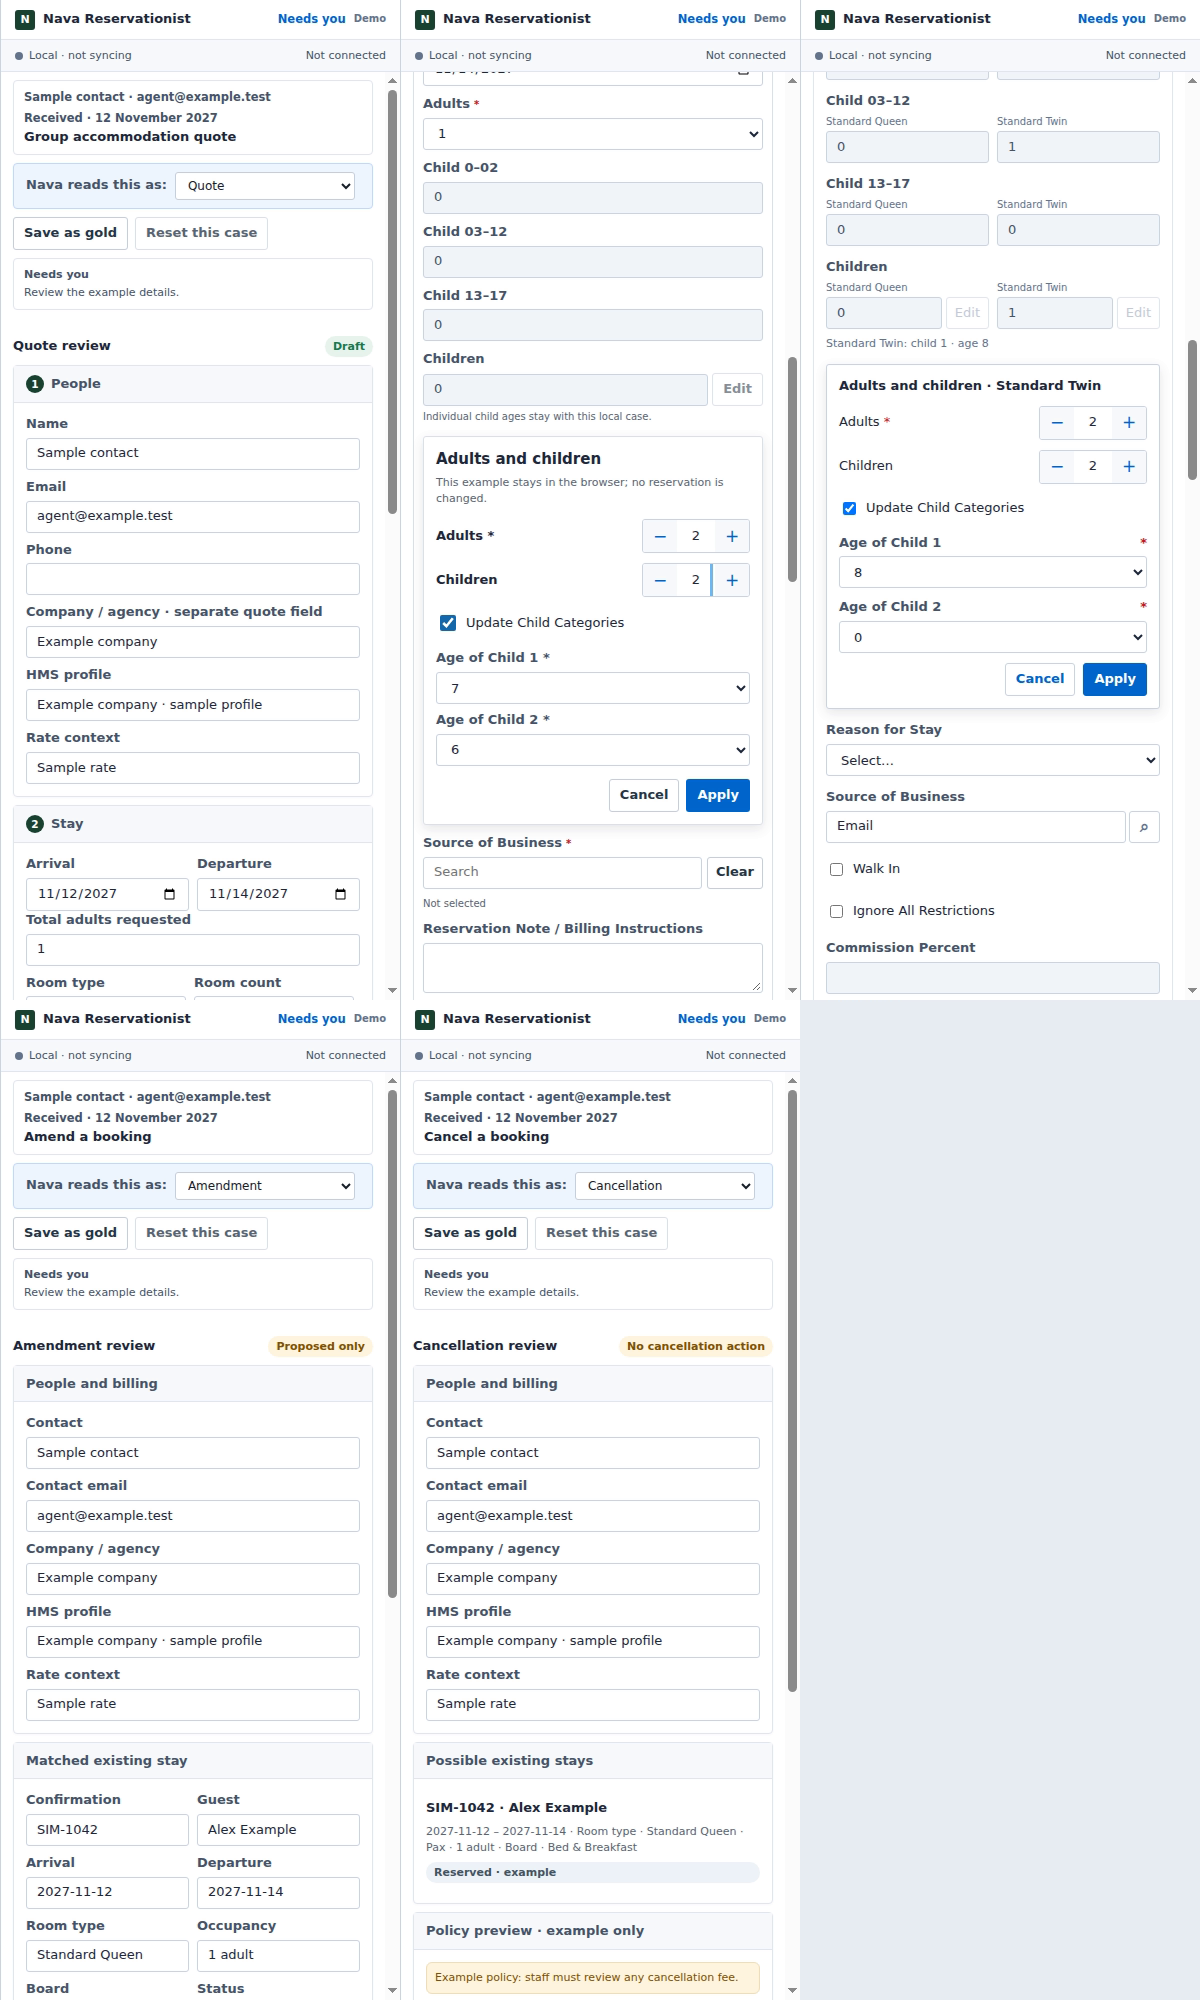 N Nava Reservationist Needs you Demo
Local · not syncing Not connected
Sample contact · agent@example.test
Received · 12 November 2027
Group accommodation quote
Nava reads this as: Quote
Save as gold Reset this case
Needs you
Review the example details.
Quote review Draft
1 People
Name
Sample contact
Email
agent@example.test
Phone
Company / agency · separate quote field
Example company
HMS profile
Example company · sample profile
Rate context
Sample rate
2 Stay
Arrival Departure
11/12/2027 11/14/2027
Total adults requested
1
Room type Room count
N Nava Reservationist Needs you Demo
Local · not syncing Not connected
Adults *
1
Child 0–02
0
Child 03–12
0
Child 13–17
0
Children
0 Edit
Individual child ages stay with this local case.
Adults and children
This example stays in the browser; no reservation is
changed.
Adults * − 2 +
Children − 2 +
Update Child Categories
Age of Child 1 *
7
Age of Child 2 *
6
Cancel Apply
Source of Business *
Search Clear
Not selected
Reservation Note / Billing Instructions
N Nava Reservationist Needs you Demo
Local · not syncing Not connected
Child 03–12
Standard Queen Standard Twin
0 1
Child 13–17
Standard Queen Standard Twin
0 0
Children
Standard Queen Standard Twin
0 Edit 1 Edit
Standard Twin: child 1 · age 8
Adults and children · Standard Twin
Adults * − 2 +
Children − 2 +
Update Child Categories
Age of Child 1 *
8
Age of Child 2 *
0
Cancel Apply
Reason for Stay
Select...
Source of Business
Email
Walk In
Ignore All Restrictions
Commission Percent
N Nava Reservationist Needs you Demo
Local · not syncing Not connected
Sample contact · agent@example.test
Received · 12 November 2027
Amend a booking
Nava reads this as: Amendment
Save as gold Reset this case
Needs you
Review the example details.
Amendment review Proposed only
People and billing
Contact
Sample contact
Contact email
agent@example.test
Company / agency
Example company
HMS profile
Example company · sample profile
Rate context
Sample rate
Matched existing stay
Confirmation Guest
SIM-1042 Alex Example
Arrival Departure
2027-11-12 2027-11-14
Room type Occupancy
Standard Queen 1 adult
Board Status
N Nava Reservationist Needs you Demo
Local · not syncing Not connected
Sample contact · agent@example.test
Received · 12 November 2027
Cancel a booking
Nava reads this as: Cancellation
Save as gold Reset this case
Needs you
Review the example details.
Cancellation review No cancellation action
People and billing
Contact
Sample contact
Contact email
agent@example.test
Company / agency
Example company
HMS profile
Example company · sample profile
Rate context
Sample rate
Possible existing stays
SIM-1042 · Alex Example
2027-11-12 – 2027-11-14 · Room type · Standard Queen ·
Pax · 1 adult · Board · Bed & Breakfast
Reserved · example
Policy preview · example only
Example policy: staff must review any cancellation fee.